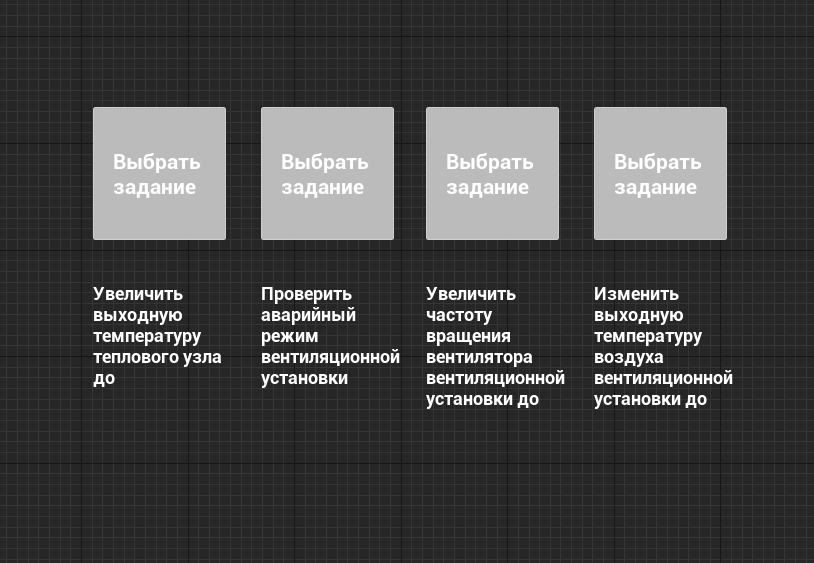 Выбрать
задание
Выбрать
задание
Выбрать
задание
Выбрать
задание
Увеличить
выходную
температуру
теплового узла
до
Проверить
аварийный
режим
вентиляционной
установки
Увеличить
частоту
вращения
вентилятора
вентиляционной
установки до
Изменить
выходную
температуру
воздуха
вентиляционной
установки до